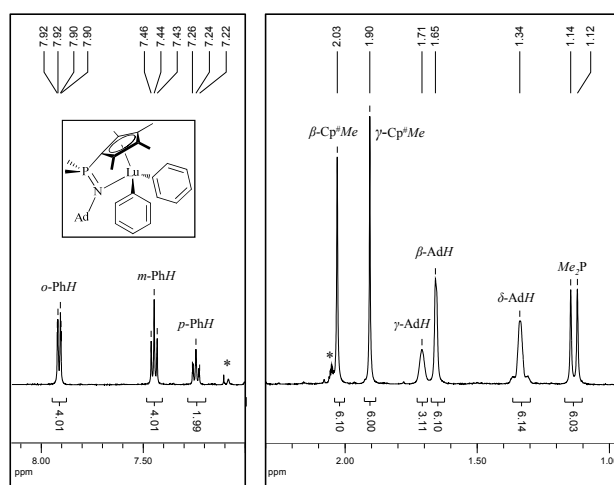 7.92 7.92 7.90 7.90 7.46 7.44 7.43 7.26 7.24 7.22
P
N
Ad
Lu
o-PhH
m-PhH
p-PhH
*
4.01 4.01 1.99
8.00 7.50
ppm
2.03 1.90 1.71 1.65 1.34 1.14 1.12
β-Cp#Me γ-Cp#Me
β-AdH
γ-AdH
δ-AdH
Me2P
*
6.10 6.00 3.11 6.10 6.14 6.03
2.00 1.50 1.00
ppm